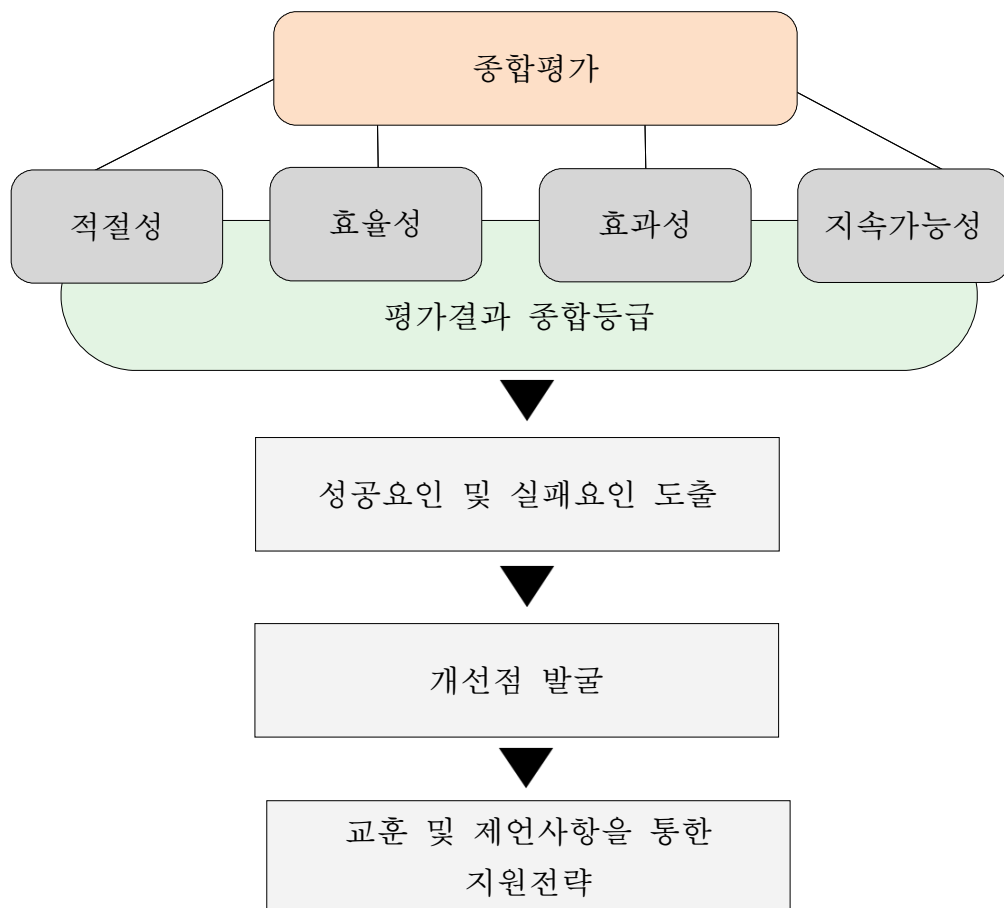 종합평가
적절성
효율성
효과성
지속가능성
평가결과 종합등급
성공요인 및 실패요인 도출
개선점 발굴
교훈 및 제언사항을 통한
지원전략